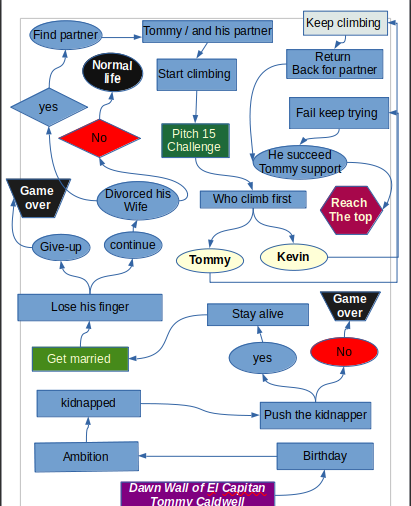 Find partner
Tommy / and his partner
Keep climbing
Normal
life
Start climbing
Return
Back for partner
yes
No
Pitch 15
Challenge
Fail keep trying
He succeed
Tommy support
Game
over
Divorced his
Wife
Who climb first
Reach
The top
Give-up
continue
Tommy
Kevin
Lose his finger
Stay alive
Game
over
Get married
yes
No
kidnapped
Push the kidnapper
Ambition
Birthday
Dawn Wall of El Capitan
Tommy Caldwell